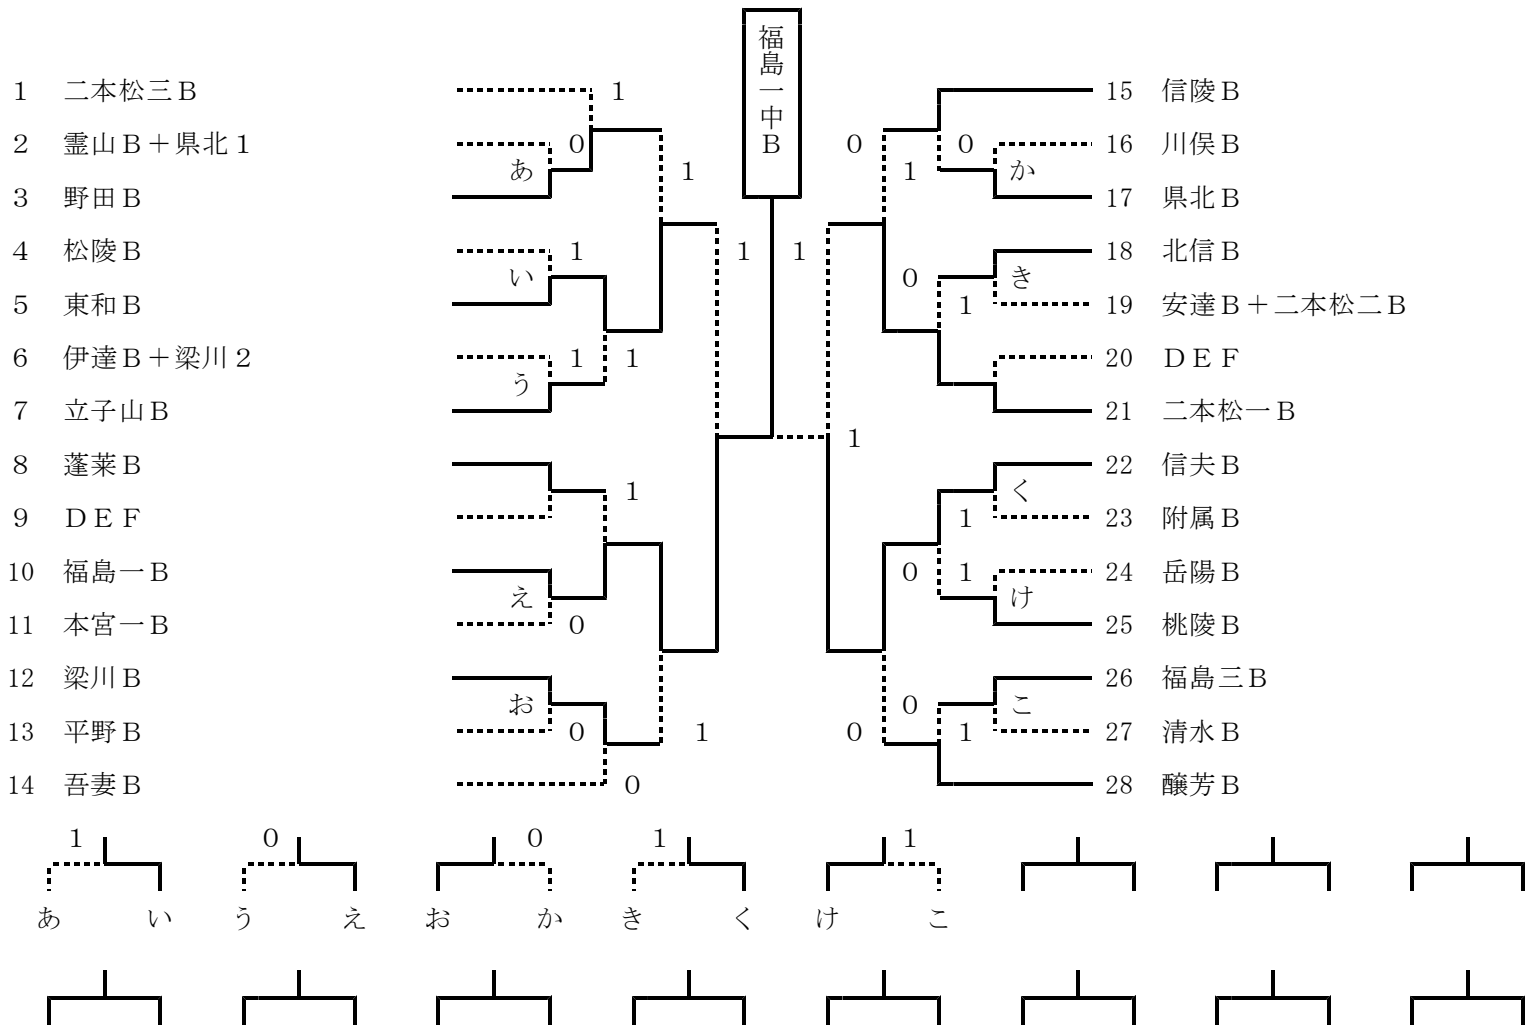 福島一中Ｂ
1 二本松三Ｂ 1 15 信陵Ｂ
2 霊山Ｂ＋県北１ 0 0 0 16 川俣Ｂ
あ 1 1 か
3 野田Ｂ 17 県北Ｂ
4 松陵Ｂ 1 1 1 18 北信Ｂ
い 0 き
5 東和Ｂ 1 19 安達Ｂ＋二本松二Ｂ
6 伊達Ｂ＋梁川２ 1 1 20 ＤＥＦ
う
7 立子山Ｂ 21 二本松一Ｂ
1
8 蓬莱Ｂ 22 信夫Ｂ
1 く
9 ＤＥＦ 1 23 附属Ｂ
10 福島一Ｂ 0 1 24 岳陽Ｂ
え け
11 本宮一Ｂ 0 25 桃陵Ｂ
12 梁川Ｂ 26 福島三Ｂ
お 0 こ
13 平野Ｂ 0 1 0 1 27 清水Ｂ
14 吾妻Ｂ 0 28 醸芳Ｂ
1 0 0 1 1
あ い う え お か き く け こ